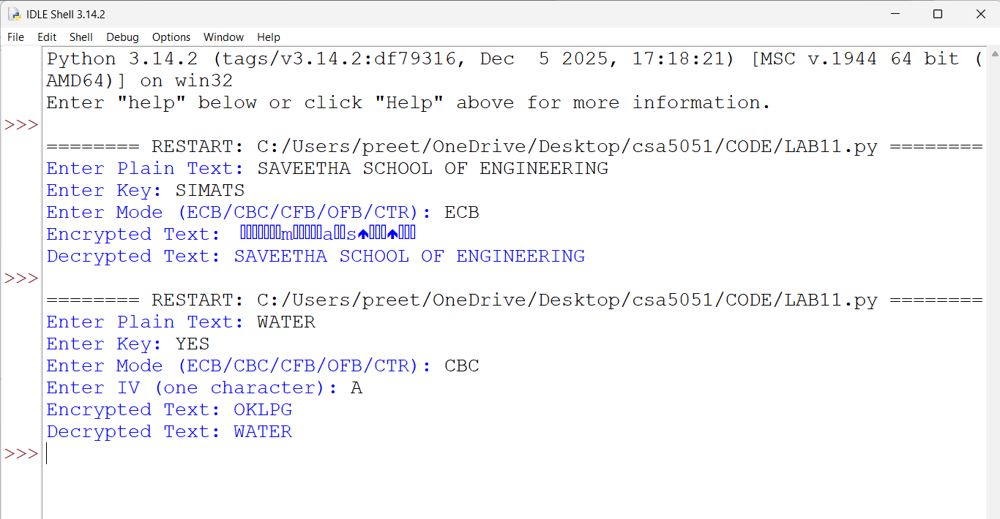 IDLE Shell 3.14.2
File Edit Shell Debug Options Window Help
Python 3.14.2 (tags/v3.14.2:df79316, Dec  5 2025, 17:18:21) [MSC v.1944 64 bit (
AMD64)] on win32
Enter "help" below or click "Help" above for more information.
>>>
======== RESTART: C:/Users/preet/OneDrive/Desktop/csa5051/CODE/LAB11.py ========
Enter Plain Text: SAVEETHA SCHOOL OF ENGINEERING
Enter Key: SIMATS
Enter Mode (ECB/CBC/CFB/OFB/CTR): ECB
Encrypted Text: m a s
Decrypted Text: SAVEETHA SCHOOL OF ENGINEERING
>>>
======== RESTART: C:/Users/preet/OneDrive/Desktop/csa5051/CODE/LAB11.py ========
Enter Plain Text: WATER
Enter Key: YES
Enter Mode (ECB/CBC/CFB/OFB/CTR): CBC
Enter IV (one character): A
Encrypted Text: OKLPG
Decrypted Text: WATER
>>>